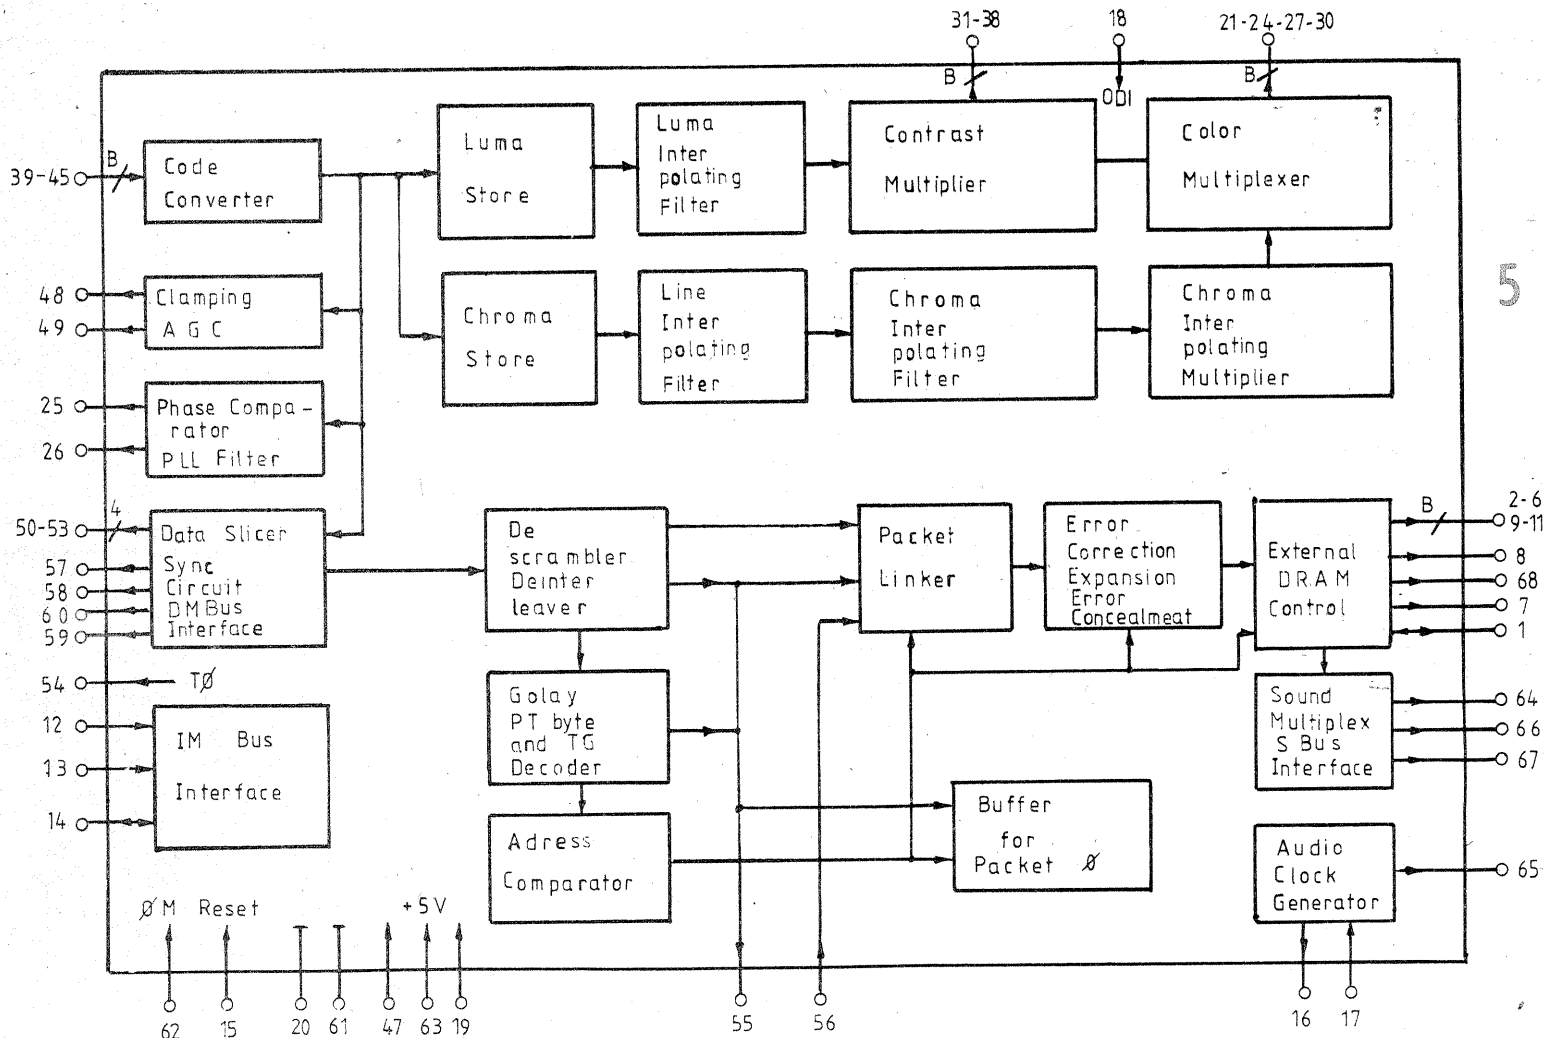 31-38
18
21-24-27-30
B
ODI
B
39-45
B
Code
Converter
Luma
Store
Luma
Inter
polating
Filter
Contrast
Multiplier
Color
Multiplexer
48
49
Clamping
AGC
Chroma
Store
Line
Inter
polating
Filter
Chroma
Inter
polating
Filter
Chroma
Inter
polating
Multiplier
5
25
26
Phase Compa-
rator
PLL Filter
50-53
4
57
58
60
59
Data Slicer
Sync
Circuit
DMBus
Interface
De
scrambler
Deinter
leaver
Packet
Linker
Error
Correction
Expansion
Error
Concealmeat
External
DRAM
Control
B
2-6
9-11
8
68
7
1
54
TØ
12
13
14
IM Bus
Interface
Golay
PT byte
and TG
Decoder
Sound
Multiplex
S Bus
Interface
64
66
67
Adress
Comparator
Buffer
for
Packet Ø
Audio
Clock
Generator
65
ØM Reset
+5V
62
15
20
61
47
63
19
55
56
16
17